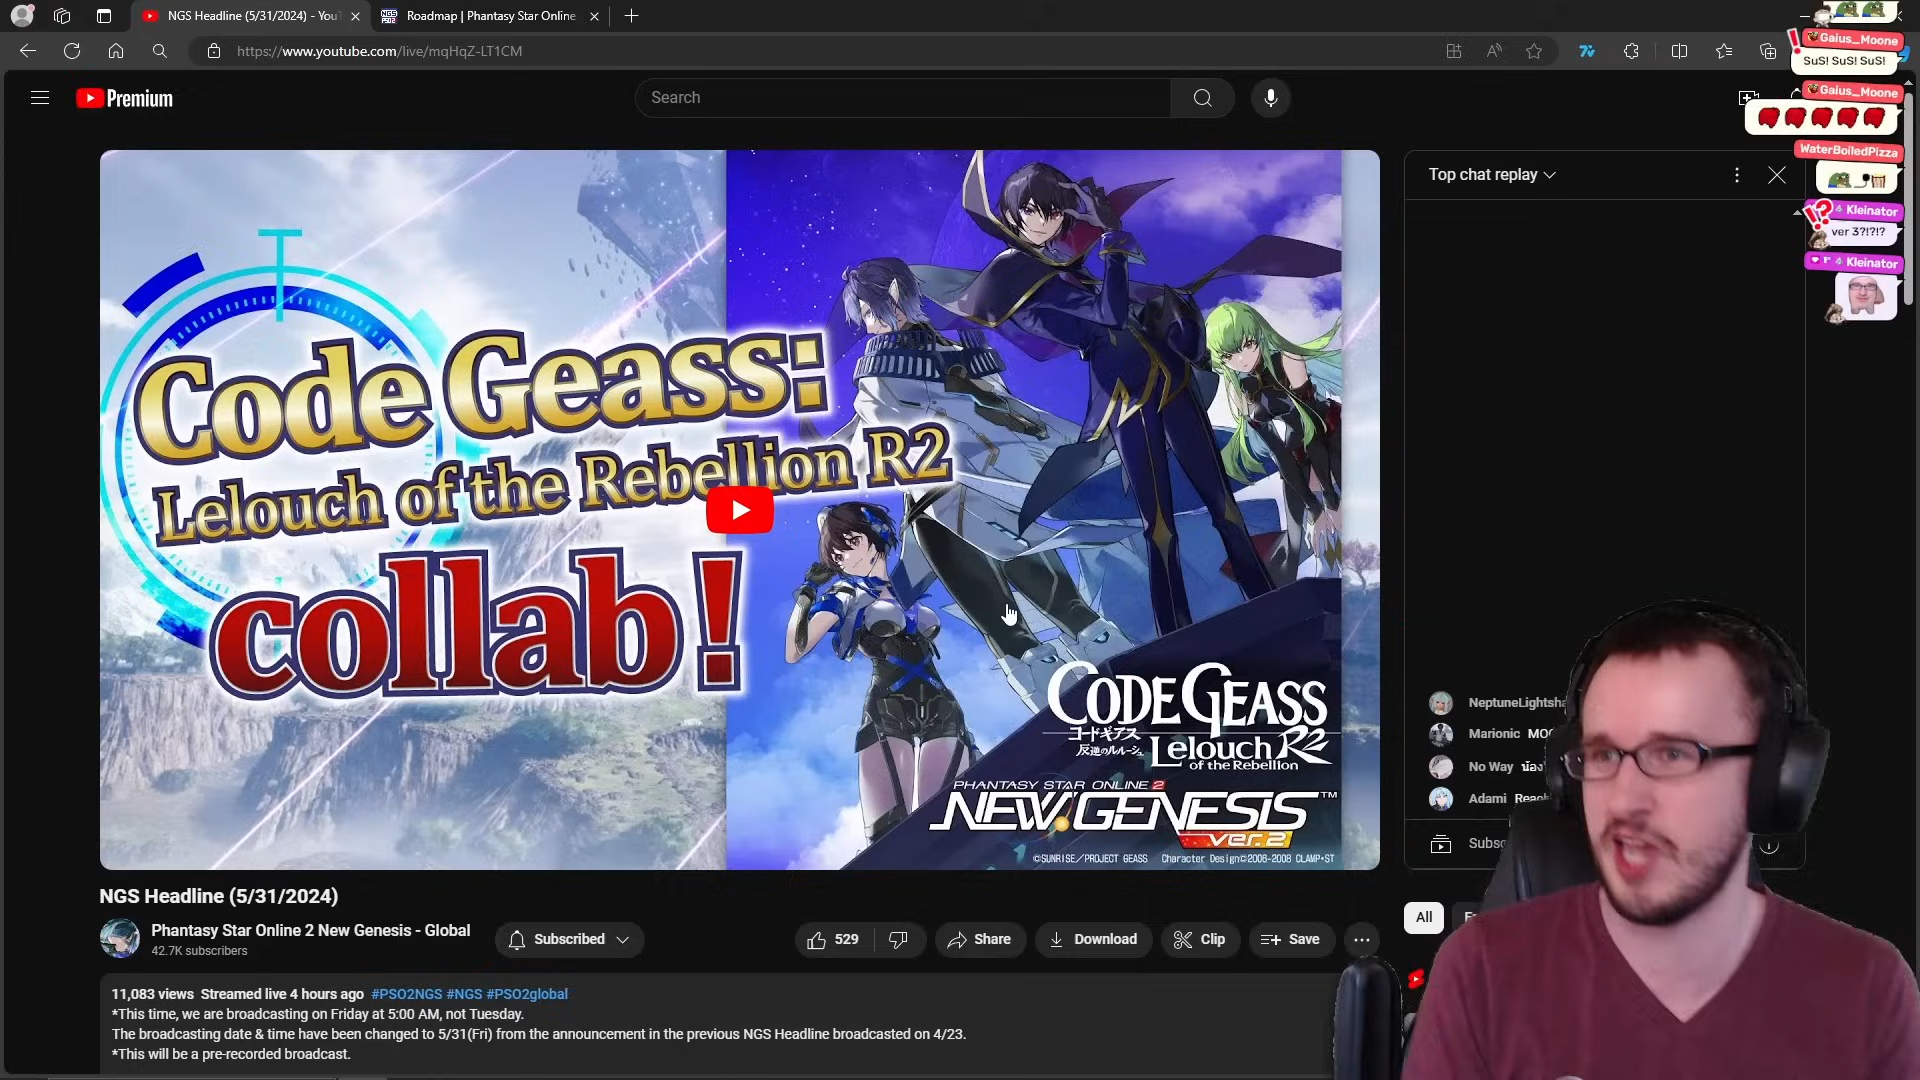 NGS Headline (5/31/2024) - You
Roadmap | Phantasy Star Online
https://www.youtube.com/live/mqHqZ-LT1CM
Premium
Search
Code Geass:
Lelouch of the Rebellion R2
collab!
CODE GEASS
コードギアス
反逆のルルーシュ
Lelouch R2
of the Rebellion
PHANTASY STAR ONLINE 2
NEW GENESIS™
ver.2
©SUNRISE/PROJECT GEASS Character Design©2006-2008 CLAMP•ST
Top chat replay
NeptuneLightsha
Marionic MOO
No Way น้อง
Adami Reach
Subsc
All
Gaius_Moone
SuS! SuS! SuS!
Gaius_Moone
WaterBoiledPizza
Kleinator
ver 3?!?!?
Kleinator
NGS Headline (5/31/2024)
Phantasy Star Online 2 New Genesis - Global
42.7K subscribers
Subscribed
529
Share
Download
Clip
Save
11,083 views Streamed live 4 hours ago #PSO2NGS #NGS #PSO2global
*This time, we are broadcasting on Friday at 5:00 AM, not Tuesday.
The broadcasting date & time have been changed to 5/31(Fri) from the announcement in the previous NGS Headline broadcasted on 4/23.
*This will be a pre-recorded broadcast.